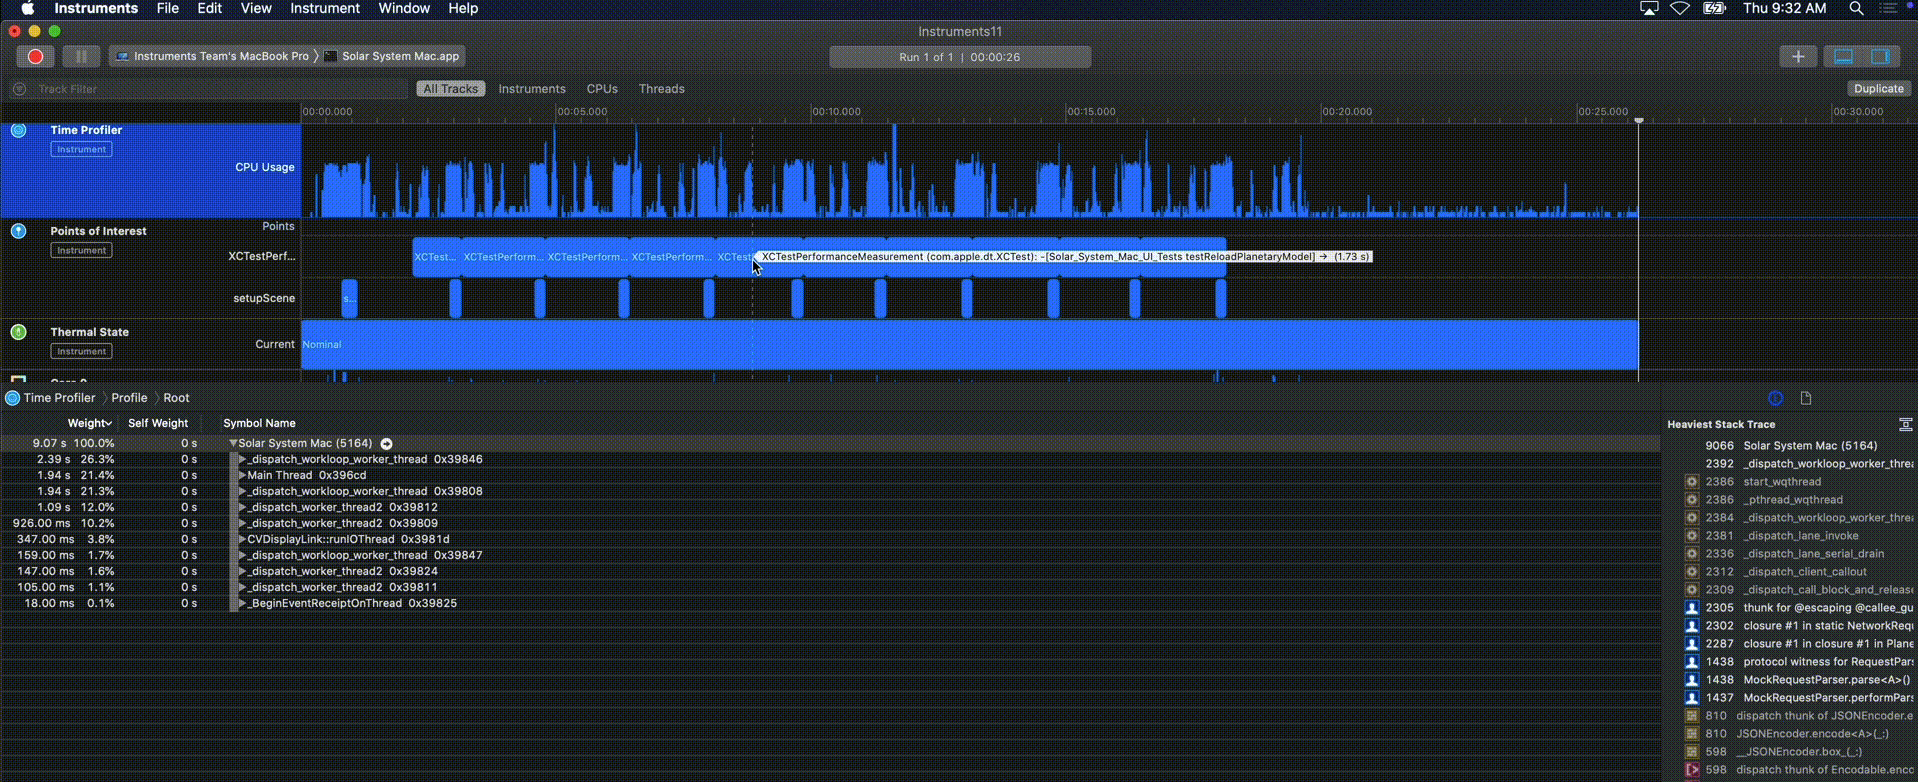 Instruments File Edit View Instrument Window Help Thu 9:32 AM
Instruments11
Instruments Team's MacBook Pro 〉 Solar System Mac.app Run 1 of 1 | 00:00:26
Track Filter All Tracks Instruments CPUs Threads Duplicate
00:00.000 00:05.000 00:10.000 00:15.000 00:20.000 00:25.000 00:30.000
Time Profiler
Instrument
CPU Usage
Points
Points of Interest
Instrument
XCTestPerf... XCTest... XCTestPerform... XCTestPerform... XCTestPerform... XCTest XCTestPerformanceMeasurement (com.apple.dt.XCTest): -[Solar_System_Mac_UI_Tests testReloadPlanetaryModel] → (1.73 s)
setupScene s...
Thermal State
Instrument
Current Nominal
Time Profiler 〉 Profile 〉 Root
Weight Self Weight Symbol Name
9.07 s 100.0% 0 s Solar System Mac (5164)
2.39 s 26.3% 0 s _dispatch_workloop_worker_thread 0x39846
1.94 s 21.4% 0 s Main Thread 0x396cd
1.94 s 21.3% 0 s _dispatch_workloop_worker_thread 0x39808
1.09 s 12.0% 0 s _dispatch_worker_thread2 0x39812
926.00 ms 10.2% 0 s _dispatch_worker_thread2 0x39809
347.00 ms 3.8% 0 s CVDisplayLink::runIOThread 0x3981d
159.00 ms 1.7% 0 s _dispatch_workloop_worker_thread 0x39847
147.00 ms 1.6% 0 s _dispatch_worker_thread2 0x39824
105.00 ms 1.1% 0 s _dispatch_worker_thread2 0x39811
18.00 ms 0.1% 0 s _BeginEventReceiptOnThread 0x39825
Heaviest Stack Trace
9066 Solar System Mac (5164)
2392 _dispatch_workloop_worker_threa
2386 start_wqthread
2386 _pthread_wqthread
2384 _dispatch_workloop_worker_threa
2381 _dispatch_lane_invoke
2336 _dispatch_lane_serial_drain
2312 _dispatch_client_callout
2309 _dispatch_call_block_and_release
2305 thunk for @escaping @callee_gu
2302 closure #1 in static NetworkRequ
2287 closure #1 in closure #1 in Plane
1438 protocol witness for RequestPars
1438 MockRequestParser.parse<A>()
1437 MockRequestParser.performPars
810 dispatch thunk of JSONEncoder.e
810 JSONEncoder.encode<A>(_:)
598 __JSONEncoder.box_(_:)
598 dispatch thunk of Encodable.enco